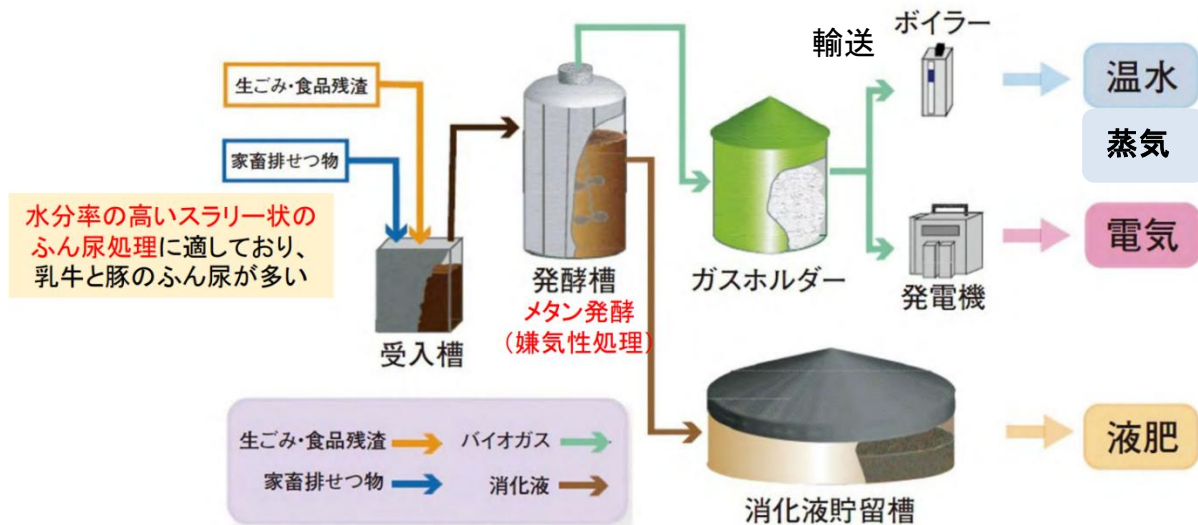 生ごみ・食品残渣
家畜排せつ物
水分率の高いスラリー状の
ふん尿処理に適しており、
乳牛と豚のふん尿が多い
受入槽
発酵槽
メタン発酵
(嫌気性処理)
ガスホルダー
輸送
ボイラー
発電機
温水
蒸気
電気
消化液貯留槽
液肥
生ごみ・食品残渣
バイオガス
家畜排せつ物
消化液